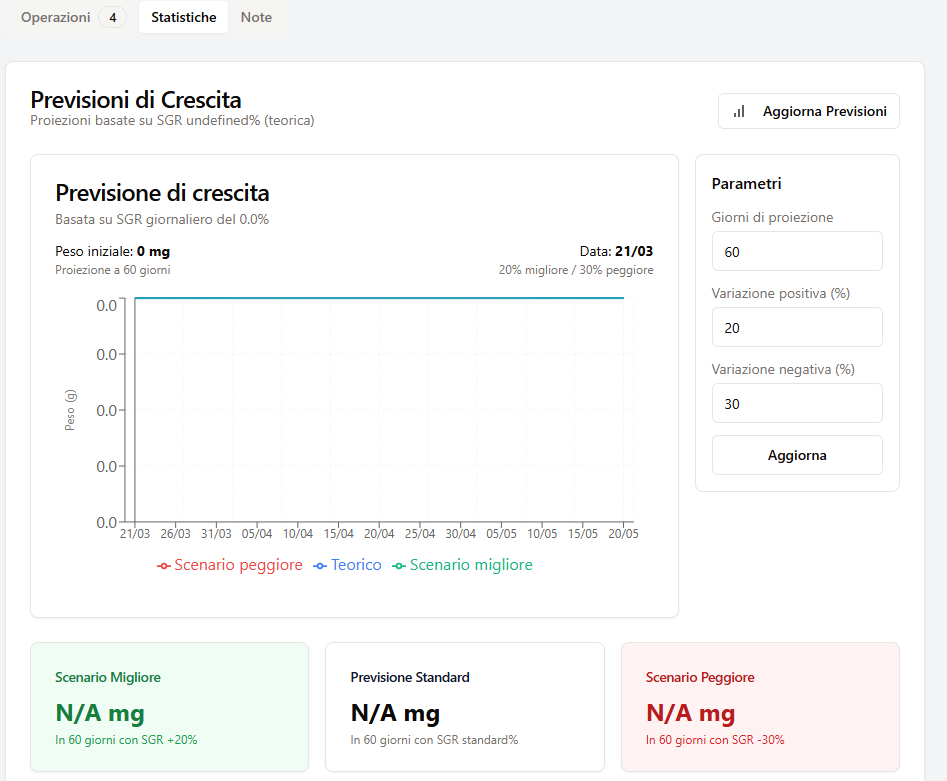 Operazioni 4 Statistiche Note
Previsioni di Crescita
Proiezioni basate su SGR undefined% (teorica)
Aggiorna Previsioni
Previsione di crescita
Basata su SGR giornaliero del 0.0%
Peso iniziale: 0 mg
Data: 21/03
Proiezione a 60 giorni
20% migliore / 30% peggiore
0.0
0.0
0.0
0.0
0.0
Peso (g)
21/03 26/03 31/03 05/04 10/04 15/04 20/04 25/04 30/04 05/05 10/05 15/05 20/05
Scenario peggiore Teorico Scenario migliore
Parametri
Giorni di proiezione
60
Variazione positiva (%)
20
Variazione negativa (%)
30
Aggiorna
Scenario Migliore
N/A mg
In 60 giorni con SGR +20%
Previsione Standard
N/A mg
In 60 giorni con SGR standard%
Scenario Peggiore
N/A mg
In 60 giorni con SGR -30%